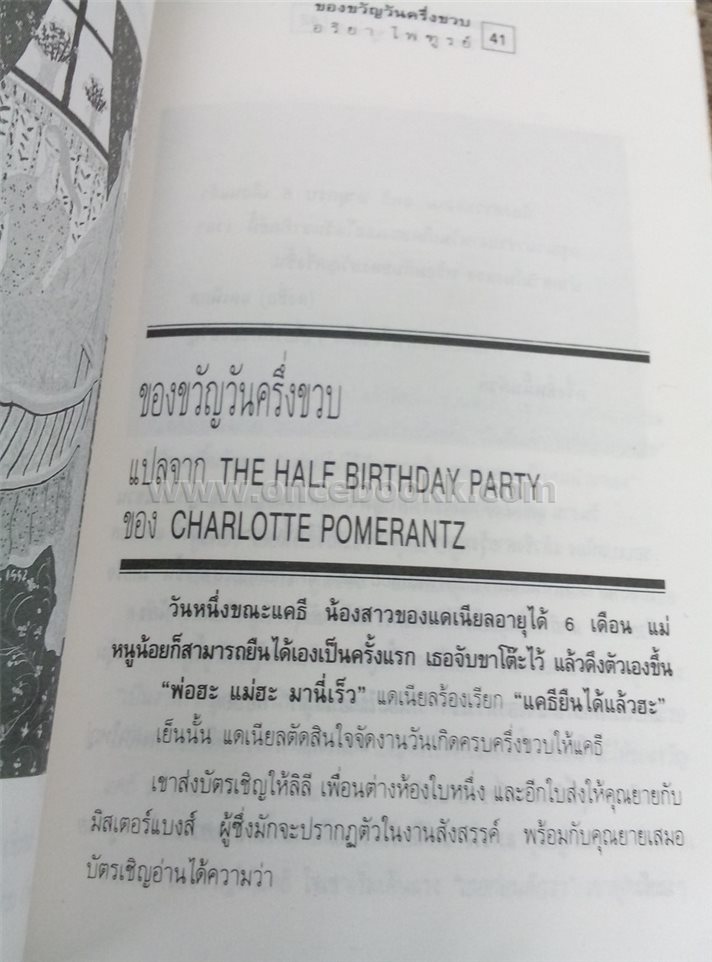 ของขวัญวันครึ่งขวบ
อริยา ไพฑูรย์ 41
ของขวัญวันครึ่งขวบ
แปลจาก THE HALF BIRTHDAY PARTY
www.oncebookk.com
ของ CHARLOTTE POMERANTZ
วันหนึ่งขณะแคธี น้องสาวของแดเนียลอายุได้ 6 เดือน แม่
หนูน้อยก็สามารถยืนได้เองเป็นครั้งแรก เธอจับขาโต๊ะไว้ แล้วดึงตัวเองขึ้น
“พ่อฮะ แม่ฮะ มานี่เร็ว” แดเนียลร้องเรียก “แคธียืนได้แล้วฮะ”
เย็นนั้น แดเนียลตัดสินใจจัดงานวันเกิดครบครึ่งขวบให้แคธี
เขาส่งบัตรเชิญให้ลิลี เพื่อนต่างห้องใบหนึ่ง และอีกใบส่งให้คุณยายกับ
มิสเตอร์แบงส์ ผู้ซึ่งมักจะปรากฏตัวในงานสังสรรค์ พร้อมกับคุณยายเสมอ
บัตรเชิญอ่านได้ความว่า
1992